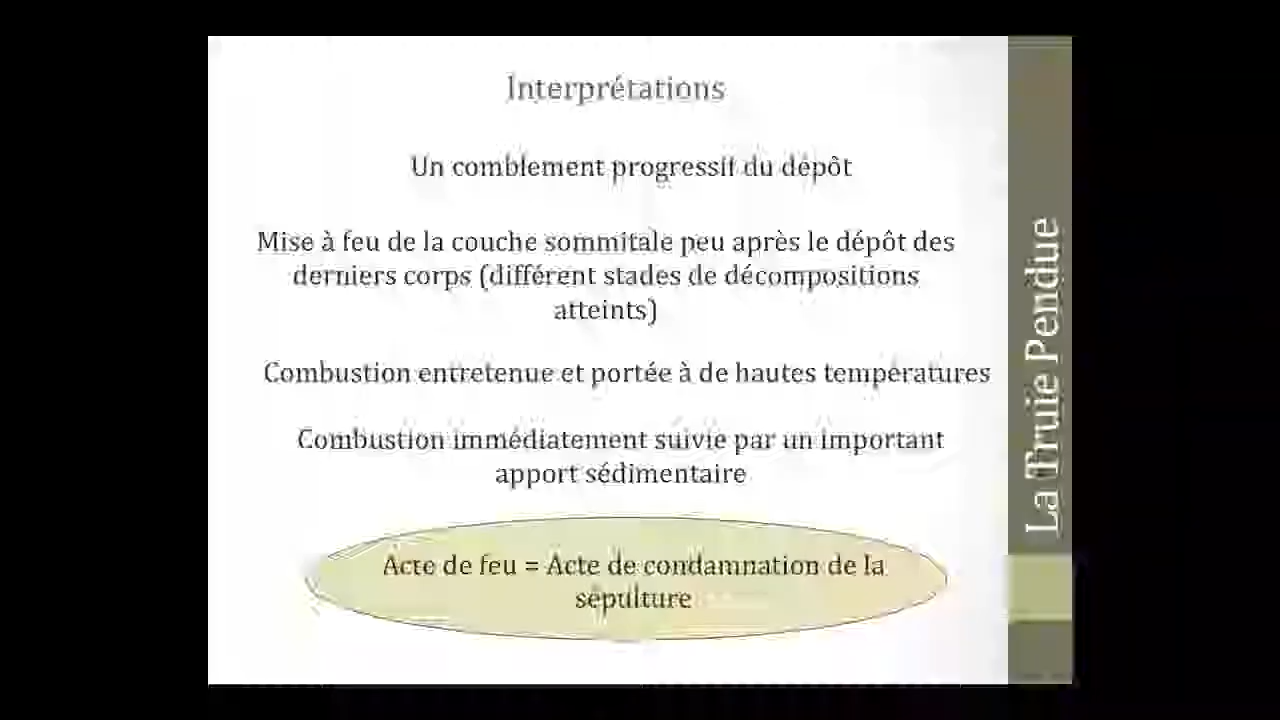 Interprétations
Un comblement progressif du dépôt
Mise à feu de la couche sommitale peu après le dépôt des
derniers corps (différent stades de décompositions
atteints)
Combustion entretenue et portée à de hautes températures
Combustion immédiatement suivie par un important
apport sédimentaire
Acte de feu = Acte de condamnation de la
sépulture
La Truie Pendue